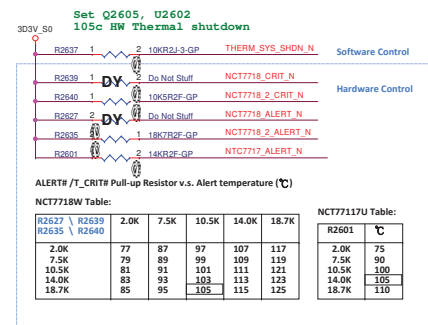 Set Q2605, U2602
105c HW Thermal shutdown
3D3V_S0
R2637 1 2 10KR2J-3-GP THERM_SYS_SHDN_N Software Control
R2639 1 DY 2 Do Not Stuff NCT7718_CRIT_N
Hardware Control
R2640 1 2 10K5R2F-GP NCT7718_2_CRIT_N
R2627 2 DY 1 Do Not Stuff NCT7718_ALERT_N
R2635 2 1 18K7R2F-GP NCT7718_2_ALERT_N
R2601 1 2 14KR2F-GP NTC7717_ALERT_N
ALERT# /T_CRIT# Pull-up Resistor v.s. Alert temperature (℃)
NCT7718W Table:
R2627 \ R2639 2.0K 7.5K 10.5K 14.0K 18.7K
R2635 \ R2640
2.0K 77 87 97 107 117
7.5K 79 89 99 109 119
10.5K 81 91 101 111 121
14.0K 83 93 103 113 123
18.7K 85 95 105 115 125
NCT77117U Table:
R2601 ℃
2.0K 75
7.5K 90
10.5K 100
14.0K 105
18.7K 110